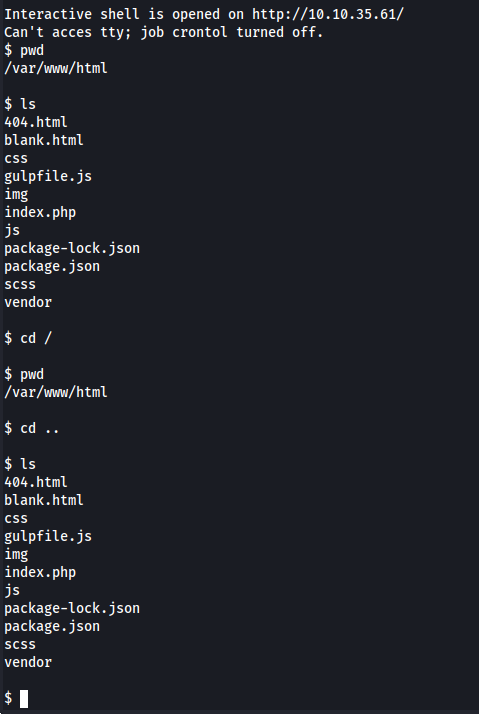 Interactive shell is opened on http://10.10.35.61/
Can't acces tty; job crontol turned off.
$ pwd
/var/www/html
$ ls
404.html
blank.html
css
gulpfile.js
img
index.php
js
package-lock.json
package.json
scss
vendor
$ cd /
$ pwd
/var/www/html
$ cd ..
$ ls
404.html
blank.html
css
gulpfile.js
img
index.php
js
package-lock.json
package.json
scss
vendor
$